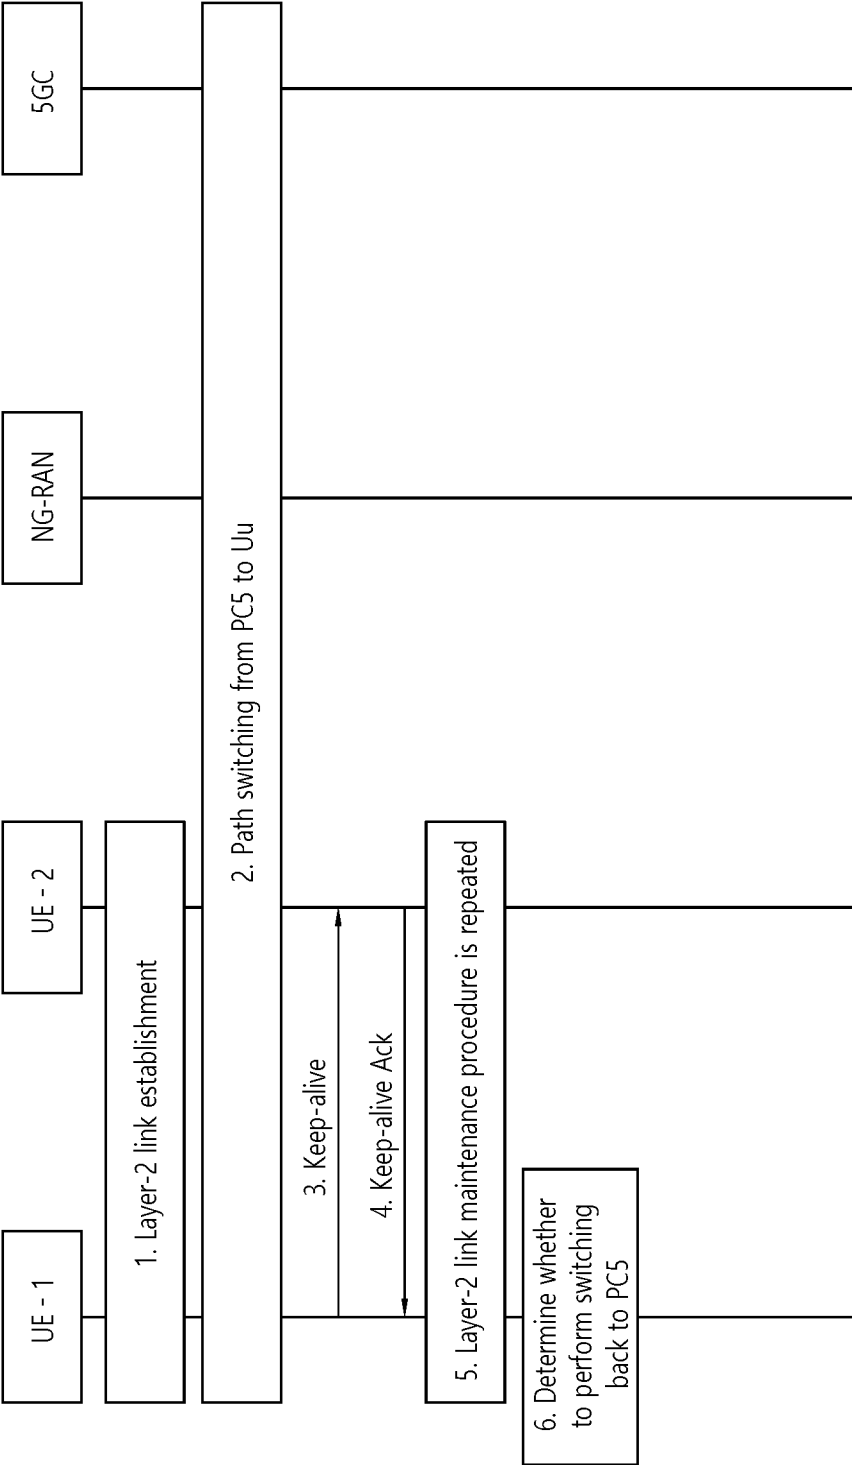 UE - 1
UE - 2
NG-RAN
5GC
1. Layer-2 link establishment
2. Path switching from PC5 to Uu
3. Keep-alive
4. Keep-alive Ack
5. Layer-2 link maintenance procedure is repeated
6. Determine whether
to perform switching
back to PC5